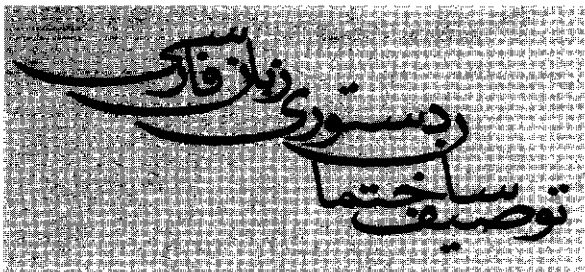 توصیف ساختمان
دستوری
زبان فارسی